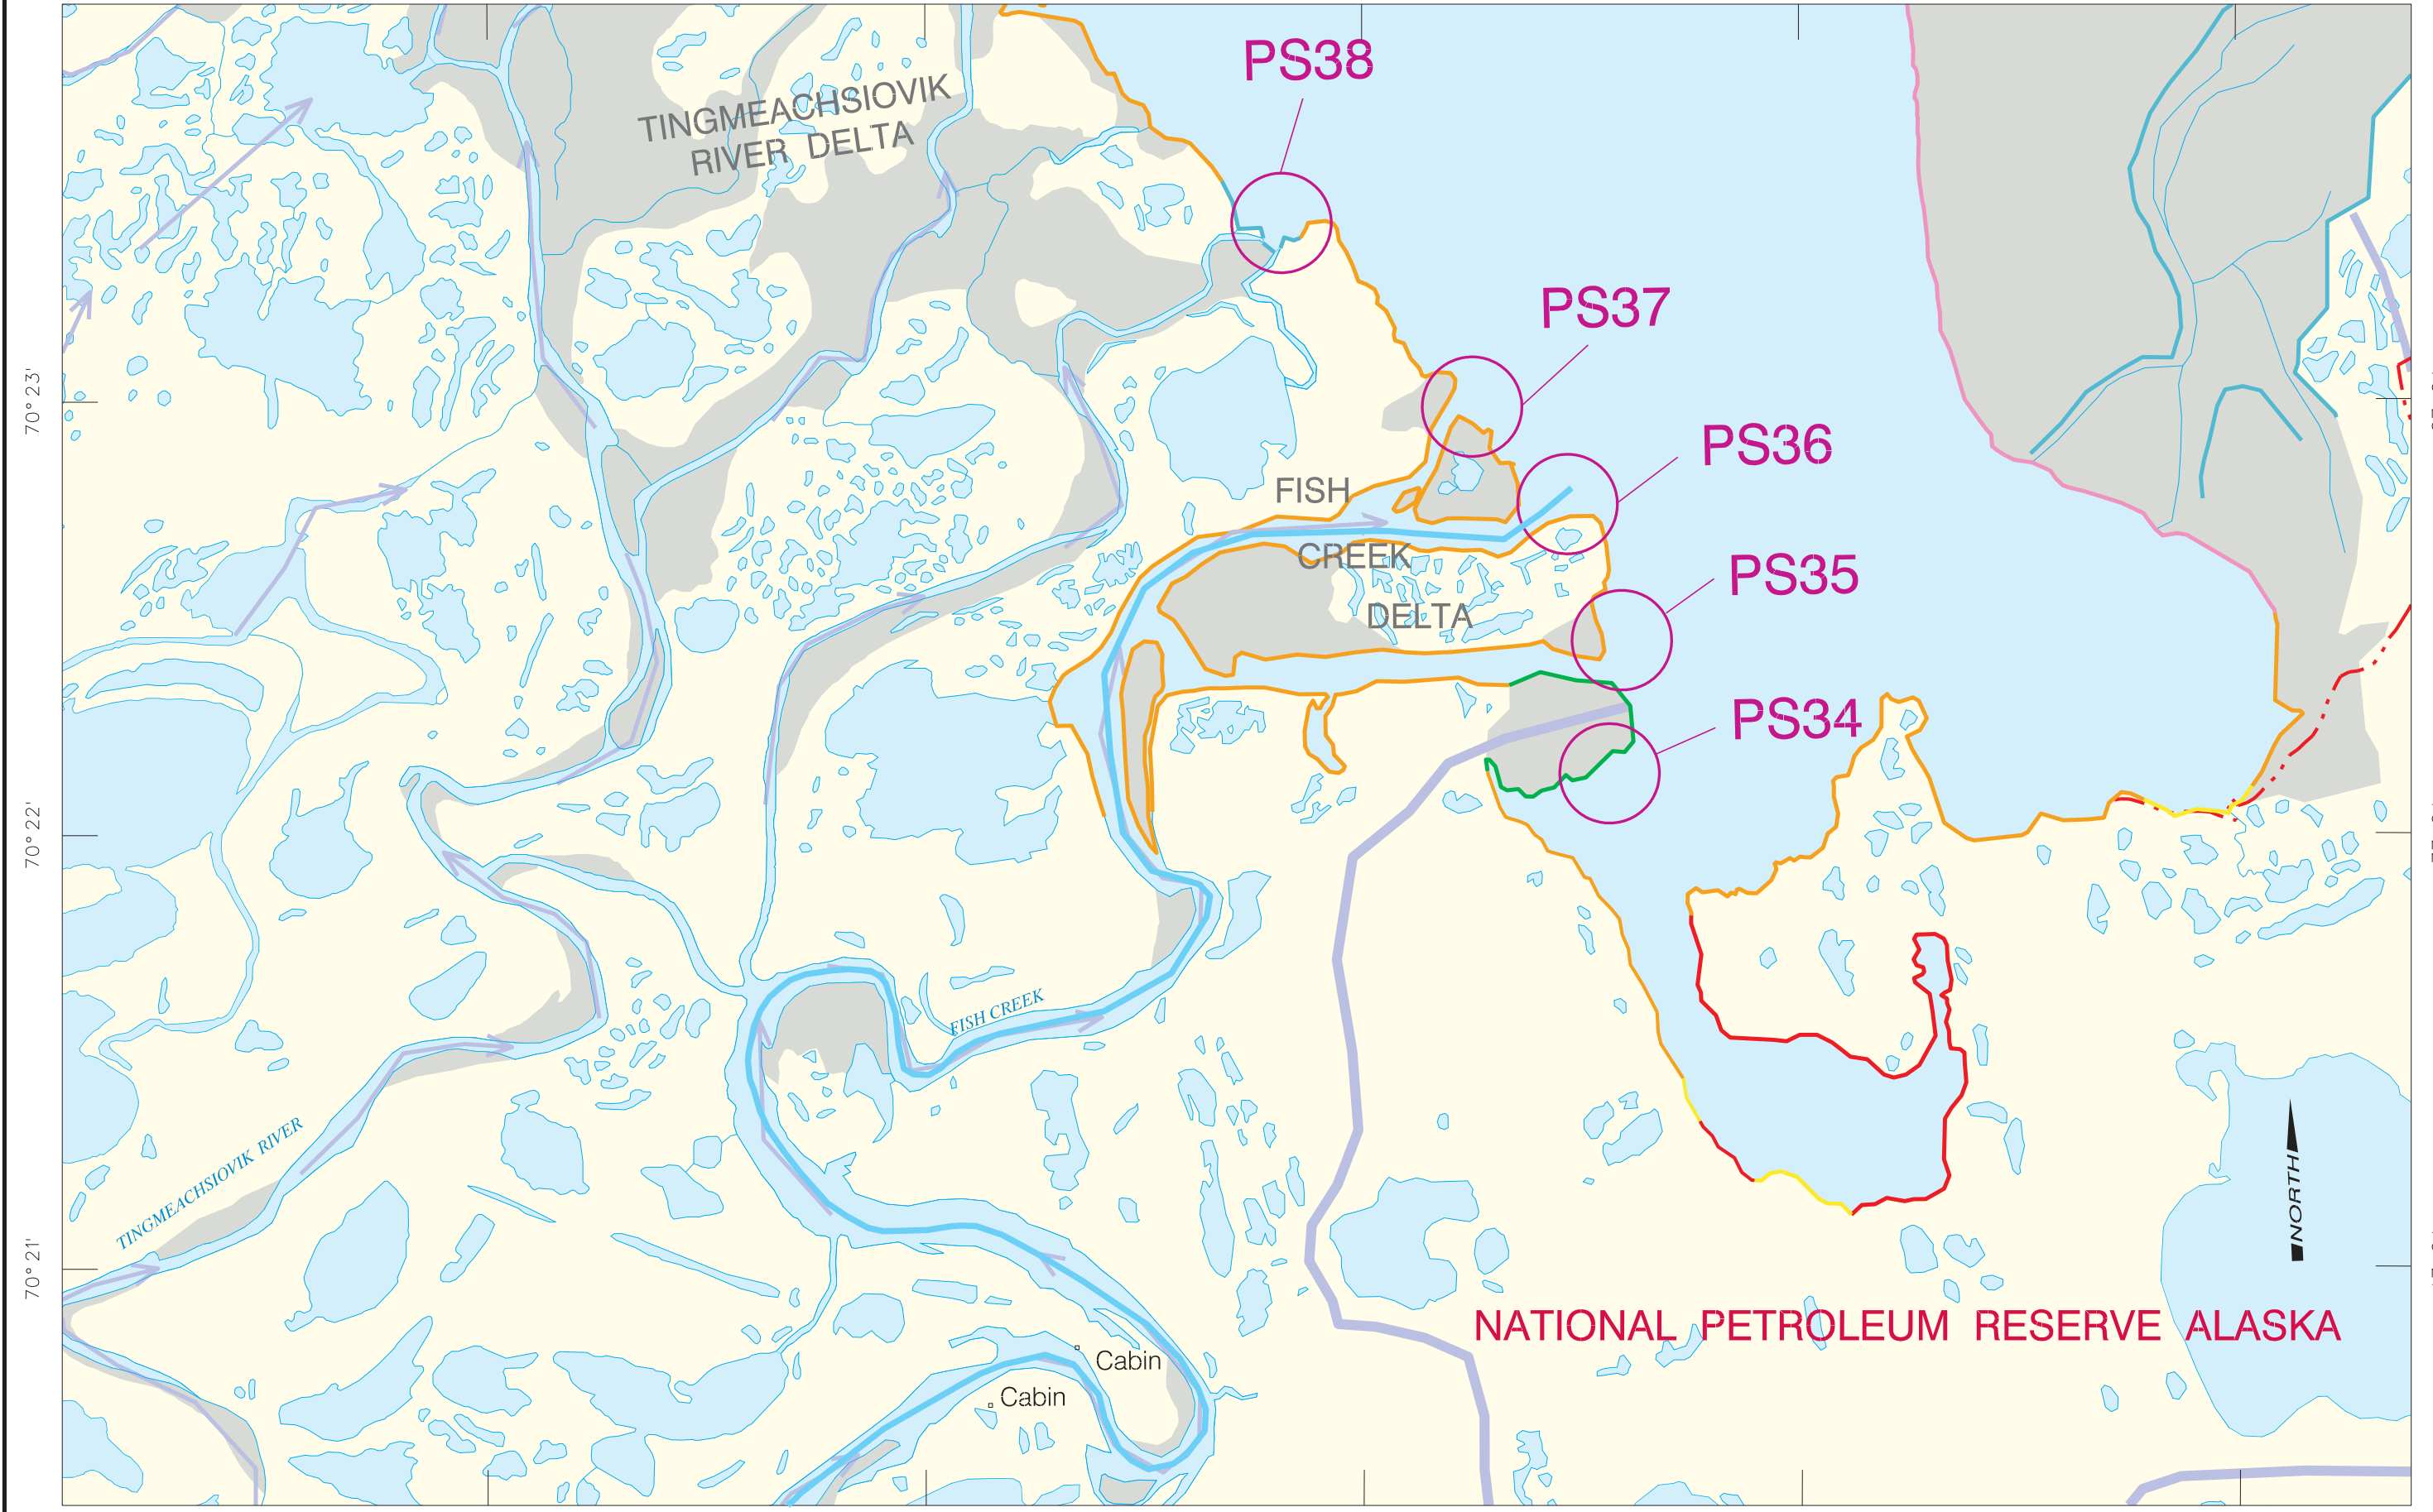 PS38
TINGMEACHSIOVIK
RIVER DELTA
PS37
70° 23'
PS36
FISH
CREEK
PS35
DELTA
PS34
70° 22'
FISH CREEK
TINGMEACHSIOVIK RIVER
NORTH
70° 21'
NATIONAL PETROLEUM RESERVE ALASKA
Cabin
Cabin